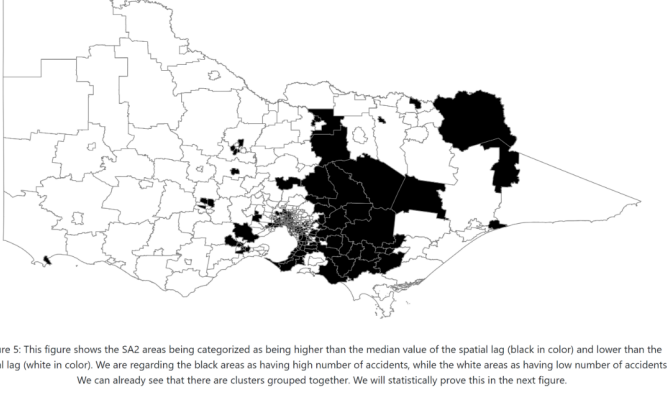 re 5: This figure shows the SA2 areas being categorized as being higher than the median value of the spatial lag (black in color) and lower than the
l lag (white in color). We are regarding the black areas as having high number of accidents, while the white areas as having low number of accidents
We can already see that there are clusters grouped together. We will statistically prove this in the next figure.